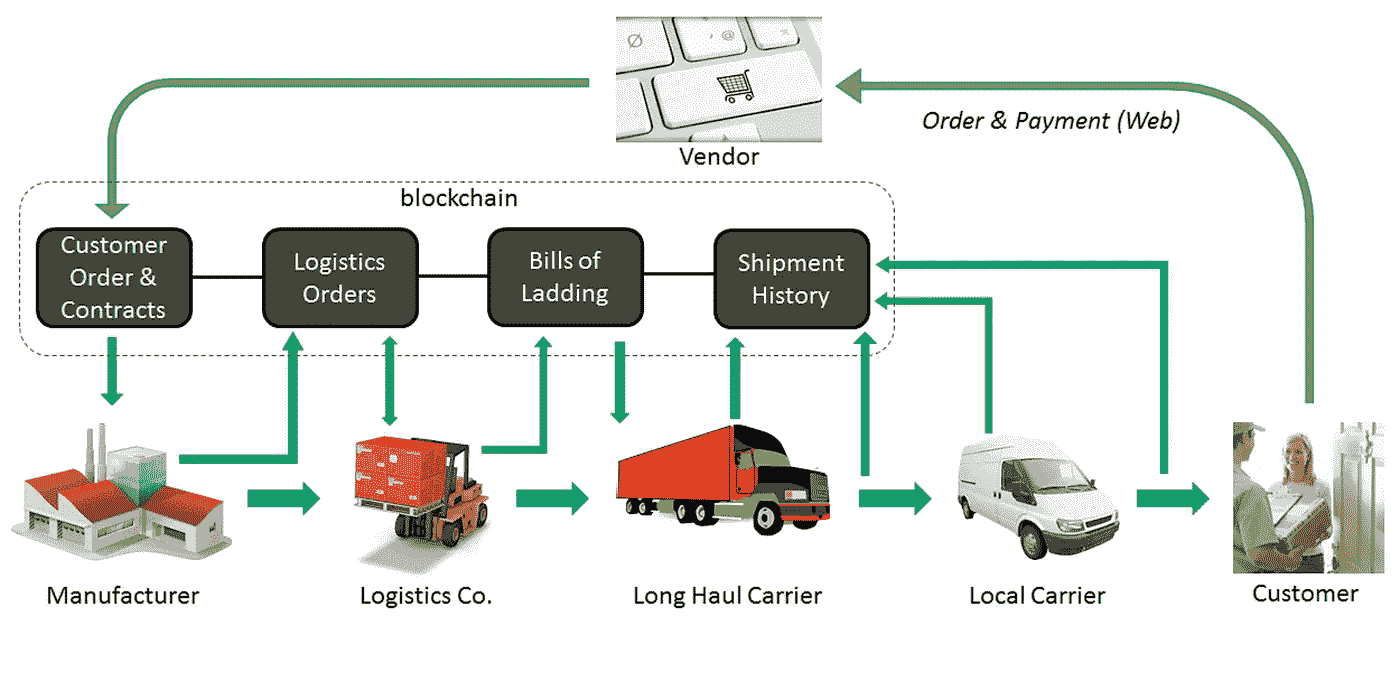 Vendor
Order & Payment (Web)
blockchain
Customer
Order &
Contracts
Logistics
Orders
Bills of
Ladding
Shipment
History
Manufacturer
Logistics Co.
Long Haul Carrier
Local Carrier
Customer